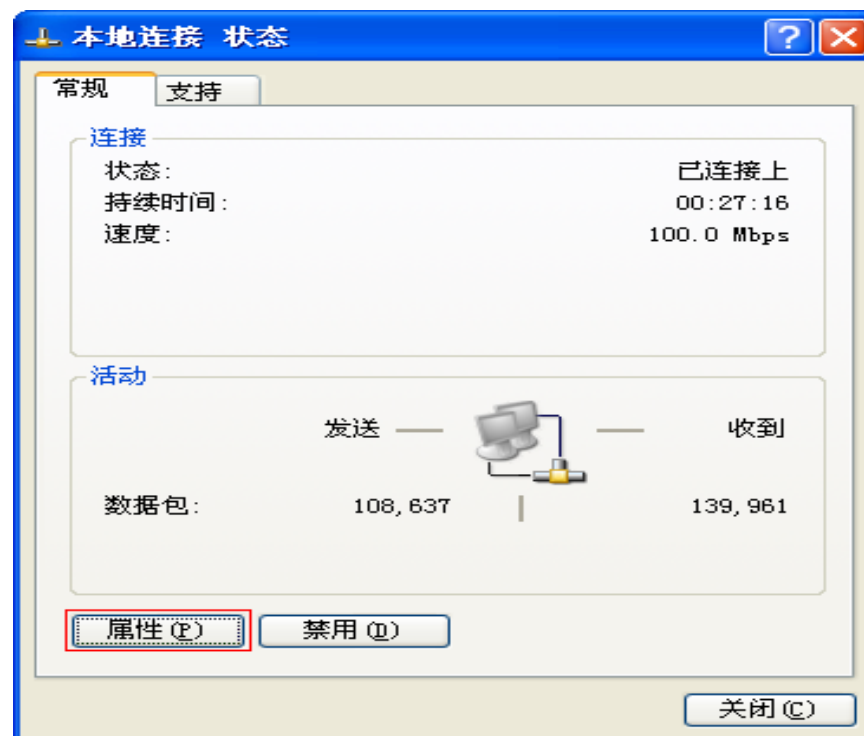 本地连接 状态
常规 支持
连接
状态: 已连接上
持续时间: 00:27:16
速度: 100.0 Mbps
活动
发送 收到
数据包: 108,637 139,961
属性(P) 禁用(D)
关闭(C)